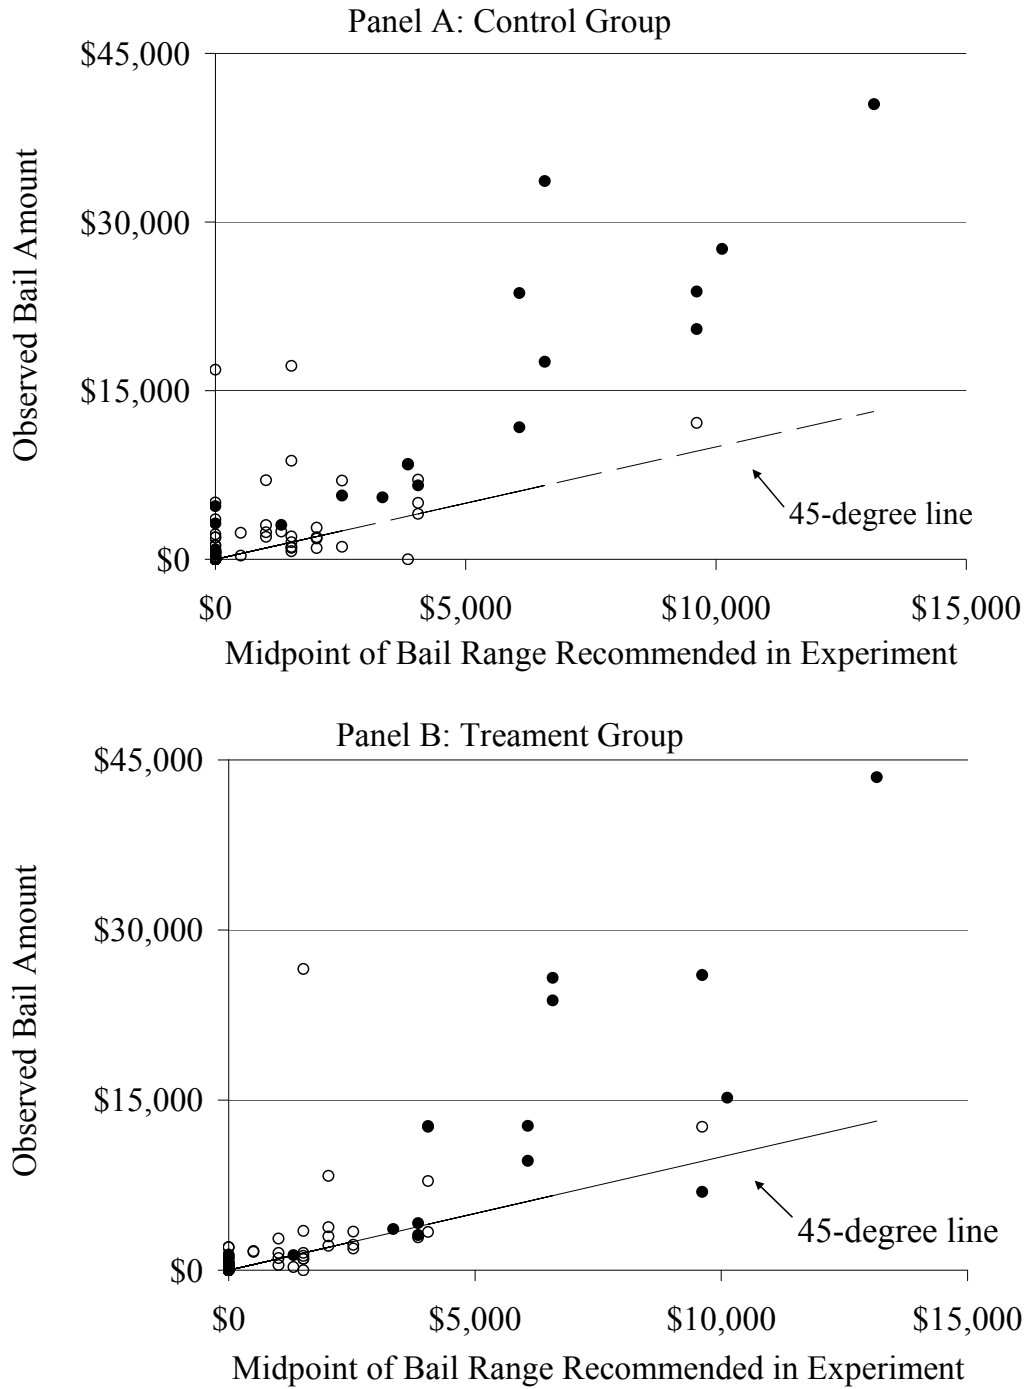 Panel A: Control Group
$45,000
$30,000
$15,000
$0
Observed Bail Amount
45-degree line
$0 $5,000 $10,000 $15,000
Midpoint of Bail Range Recommended in Experiment
Panel B: Treament Group
$45,000
$30,000
$15,000
$0
Observed Bail Amount
45-degree line
$0 $5,000 $10,000 $15,000
Midpoint of Bail Range Recommended in Experiment